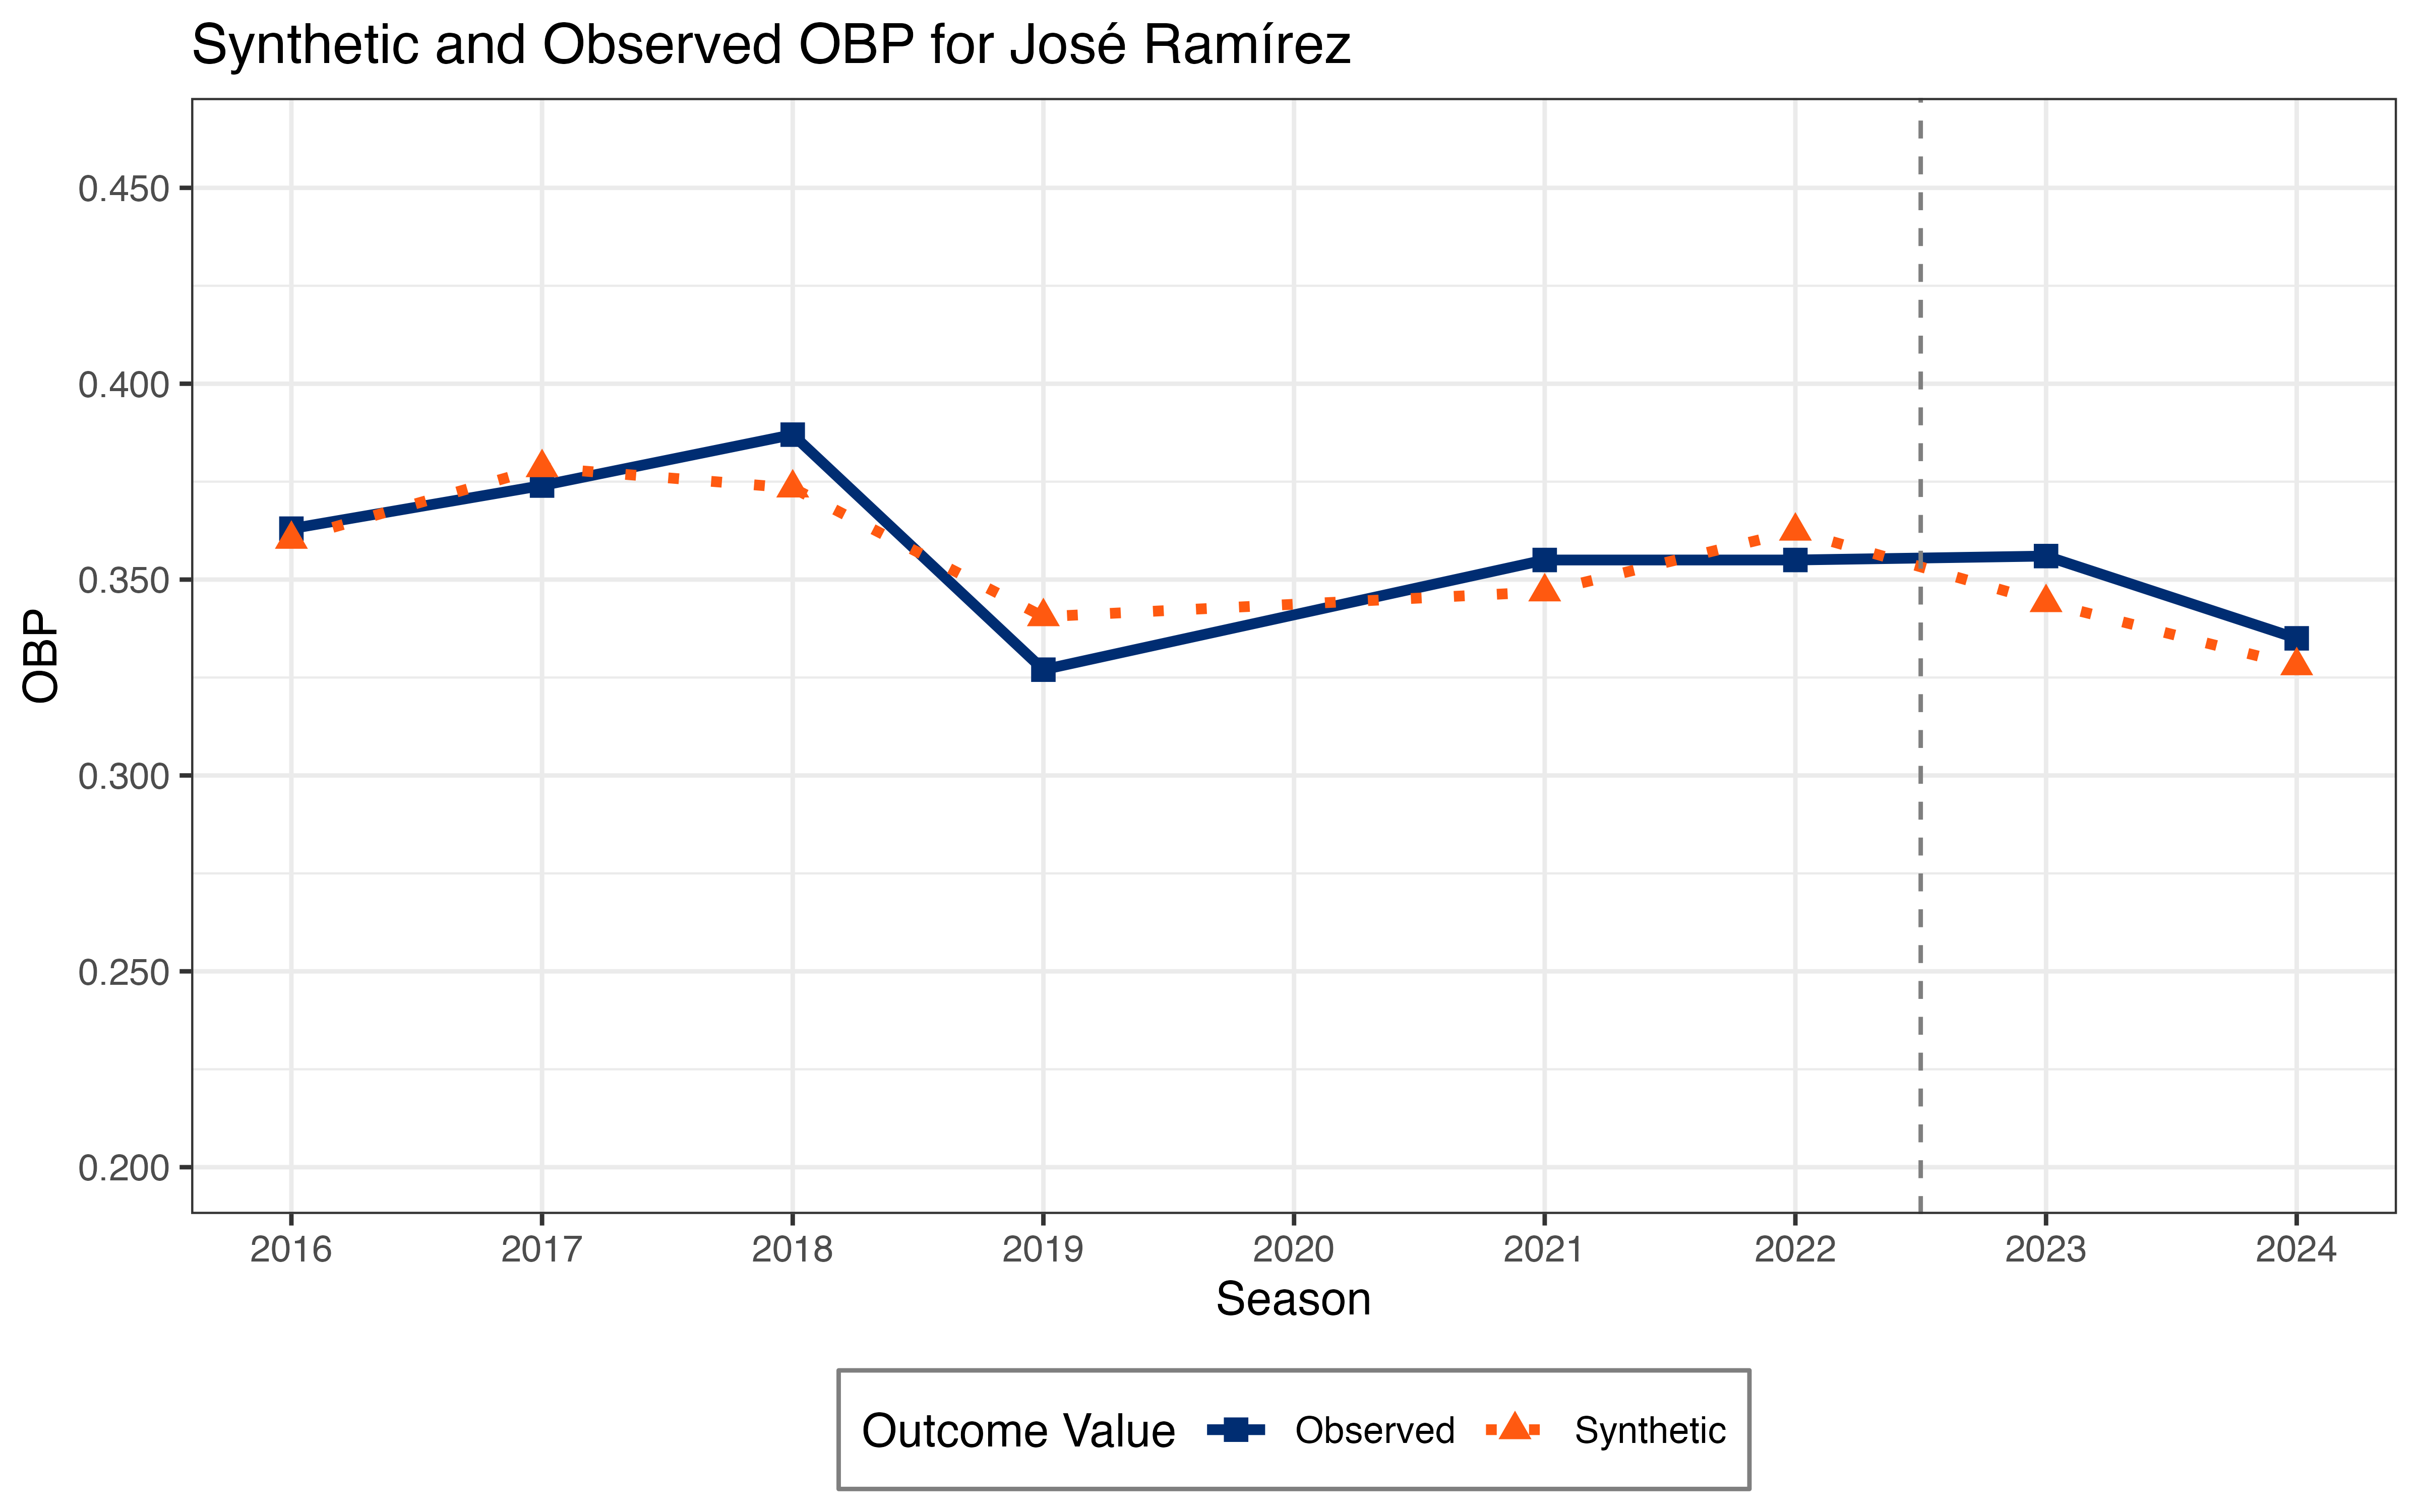 Synthetic and Observed OBP for José Ramírez
0.450
0.400
0.350
0.300
0.250
0.200
OBP
2016 2017 2018 2019 2020 2021 2022 2023 2024
Season
Outcome Value Observed Synthetic